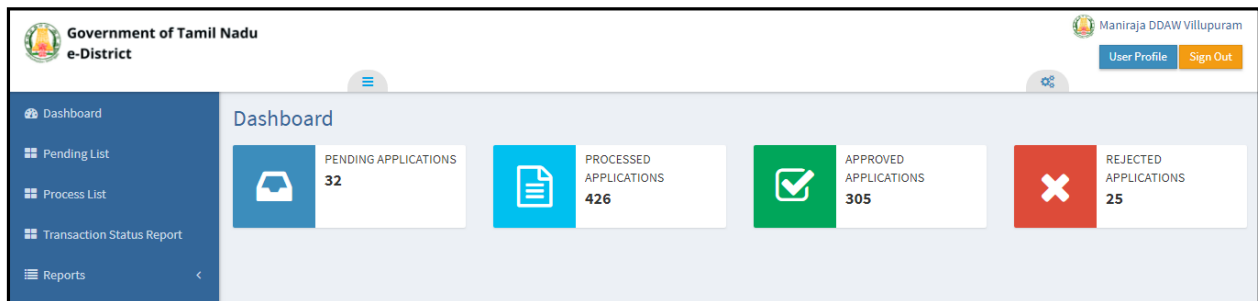 Government of Tamil Nadu
e-District
Maniraja DDAW Villupuram
User Profile
Sign Out
Dashboard
Pending List
Process List
Transaction Status Report
Reports
Dashboard
PENDING APPLICATIONS
32
PROCESSED
APPLICATIONS
426
APPROVED
APPLICATIONS
305
REJECTED
APPLICATIONS
25